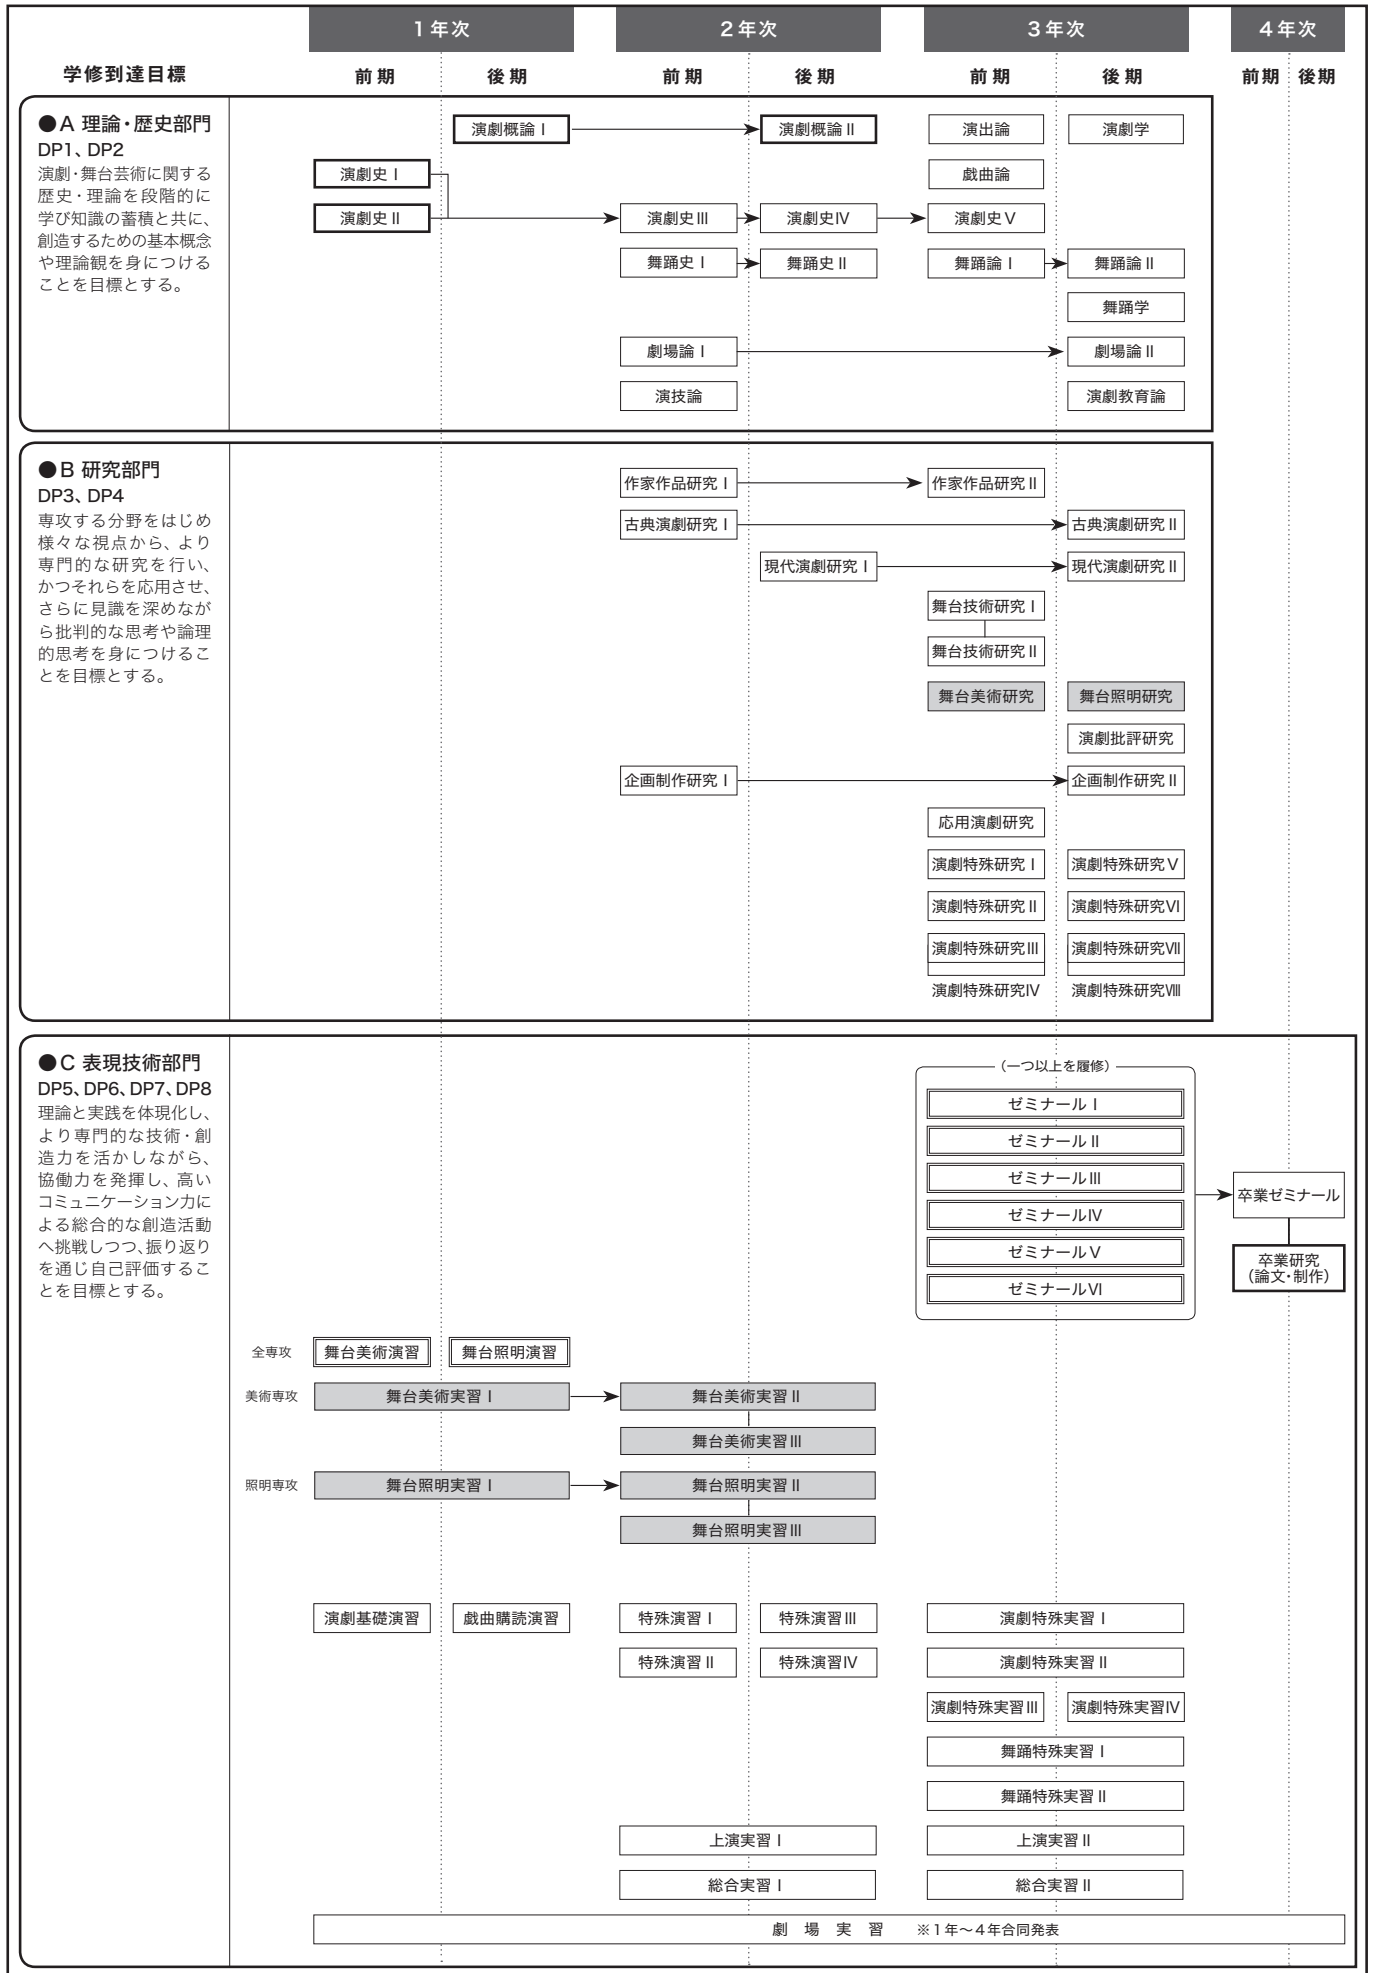 1年次
2年次
3年次
4年次
学修到達目標
前期
後期
前期
後期
前期
後期
前期
後期
●A 理論・歴史部門
DP1、DP2
演劇・舞台芸術に関する
歴史・理論を段階的に
学び知識の蓄積と共に、
創造するための基本概念
や理論観を身につける
ことを目標とする。
演劇概論Ⅰ
演劇概論Ⅱ
演出論
演劇学
演劇史Ⅰ
戯曲論
演劇史Ⅱ
演劇史Ⅲ
演劇史Ⅳ
演劇史Ⅴ
舞踊史Ⅰ
舞踊史Ⅱ
舞踊論Ⅰ
舞踊論Ⅱ
舞踊学
劇場論Ⅰ
劇場論Ⅱ
演技論
演劇教育論
●B 研究部門
DP3、DP4
専攻する分野をはじめ
様々な視点から、より
専門的な研究を行い、
かつそれらを応用させ、
さらに見識を深めなが
ら批判的な思考や論理
的思考を身につけるこ
とを目標とする。
作家作品研究Ⅰ
作家作品研究Ⅱ
古典演劇研究Ⅰ
古典演劇研究Ⅱ
現代演劇研究Ⅰ
現代演劇研究Ⅱ
舞台技術研究Ⅰ
舞台技術研究Ⅱ
舞台美術研究
舞台照明研究
演劇批評研究
企画制作研究Ⅰ
企画制作研究Ⅱ
応用演劇研究
演劇特殊研究Ⅰ
演劇特殊研究Ⅴ
演劇特殊研究Ⅱ
演劇特殊研究Ⅵ
演劇特殊研究Ⅲ
演劇特殊研究Ⅶ
演劇特殊研究Ⅳ
演劇特殊研究Ⅷ
●C 表現技術部門
DP5、DP6、DP7、DP8
理論と実践を体現化し、
より専門的な技術・創
造力を活かしながら、
協働力を発揮し、高い
コミュニケーション力に
よる総合的な創造活動
へ挑戦しつつ、振り返り
を通じ自己評価するこ
とを目標とする。
（一つ以上を履修）
ゼミナールⅠ
ゼミナールⅡ
ゼミナールⅢ
ゼミナールⅣ
ゼミナールⅤ
ゼミナールⅥ
卒業ゼミナール
卒業研究
（論文・制作）
全専攻
舞台美術演習
舞台照明演習
美術専攻
舞台美術実習Ⅰ
舞台美術実習Ⅱ
舞台美術実習Ⅲ
照明専攻
舞台照明実習Ⅰ
舞台照明実習Ⅱ
舞台照明実習Ⅲ
演劇基礎演習
戯曲購読演習
特殊演習Ⅰ
特殊演習Ⅲ
演劇特殊実習Ⅰ
特殊演習Ⅱ
特殊演習Ⅳ
演劇特殊実習Ⅱ
演劇特殊実習Ⅲ
演劇特殊実習Ⅳ
舞踊特殊実習Ⅰ
舞踊特殊実習Ⅱ
上演実習Ⅰ
上演実習Ⅱ
総合実習Ⅰ
総合実習Ⅱ
劇場実習 ※1年～4年合同発表